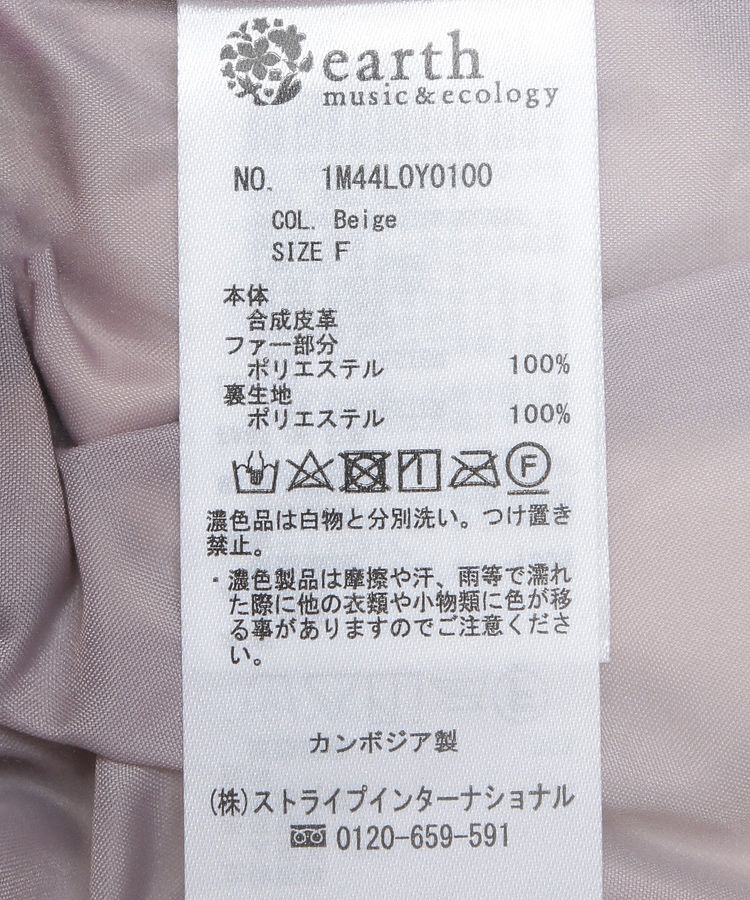 earth
music&ecology
NO. 1M44L0Y0100
COL. Beige
SIZE F
本体
合成皮革
ファー部分
ポリエステル 100%
裏生地
ポリエステル 100%
F
濃色品は白物と分別洗い。つけ置き
禁止。
・濃色製品は摩擦や汗、雨等で濡れ
た際に他の衣類や小物類に色が移
る事がありますのでご注意くださ
い。
カンボジア製
(株)ストライプインターナショナル
0120-659-591